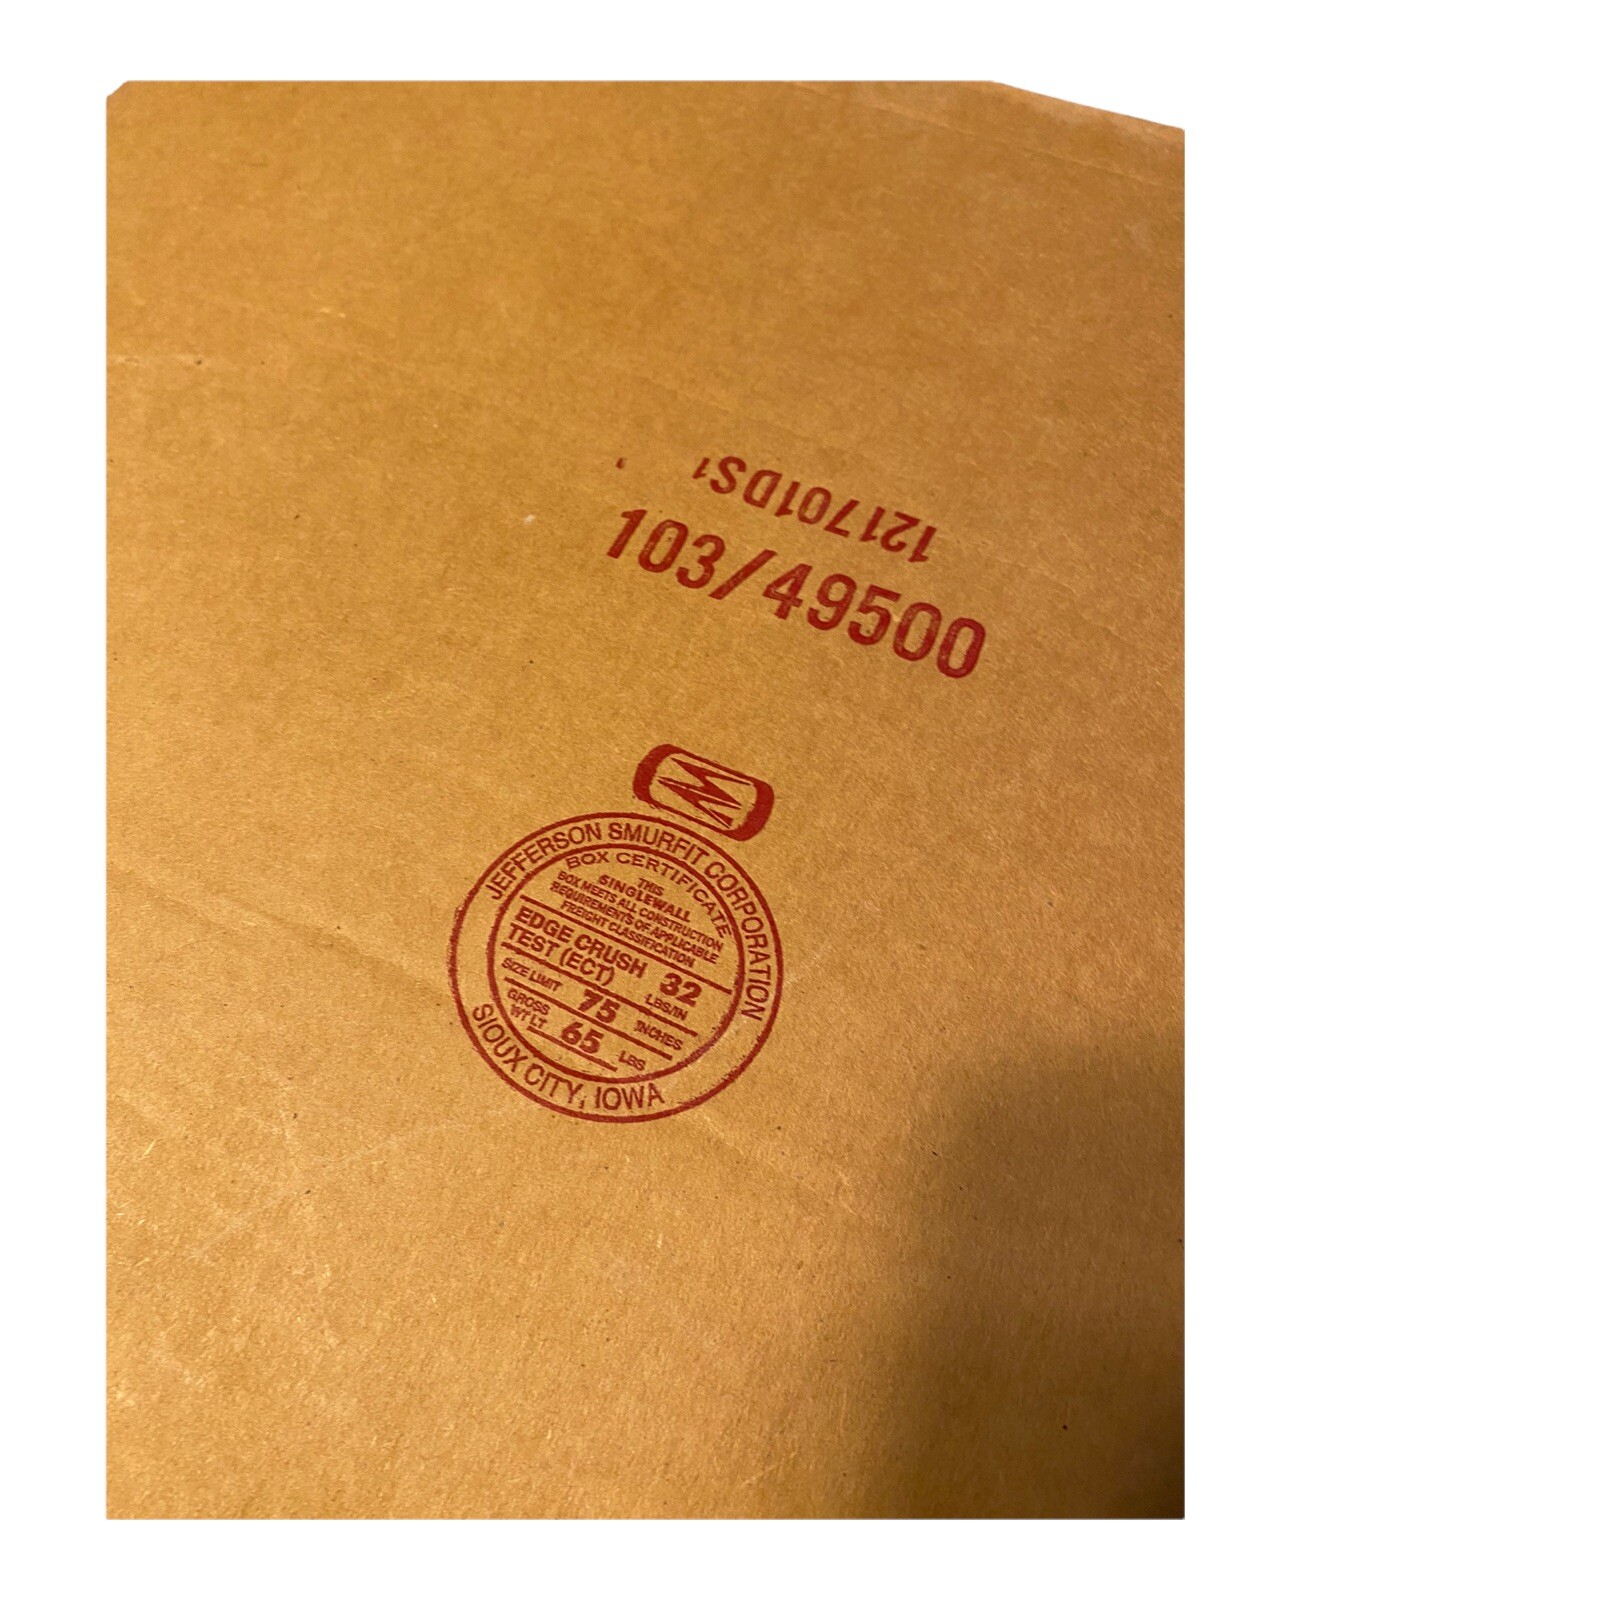 121701DS1
103/49500
JEFFERSON SMURFIT CORPORATION
BOX CERTIFICATE
THIS
SINGLEWALL
BOX MEETS ALL CONSTRUCTION
REQUIREMENTS OF APPLICABLE
FREIGHT CLASSIFICATION
EDGE CRUSH
TEST (ECT) 32 LBS/IN
SIZE LIMIT 75 INCHES
GROSS
WT LT 65 LBS
SIOUX CITY, IOWA